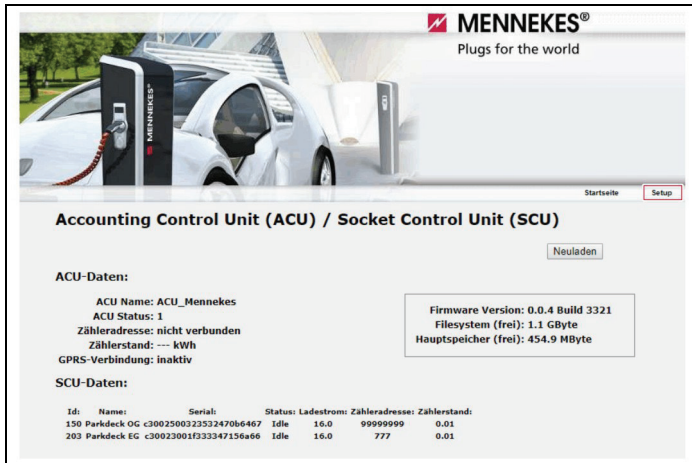 MENNEKES®
Plugs for the world
MENNEKES®
Startseite Setup
Accounting Control Unit (ACU) / Socket Control Unit (SCU)
Neuladen
ACU-Daten:
ACU Name: ACU_Mennekes
ACU Status: 1
Zähleradresse: nicht verbunden
Zählerstand: --- kWh
GPRS-Verbindung: inaktiv
Firmware Version: 0.0.4 Build 3321
Filesystem (frei): 1.1 GByte
Hauptspeicher (frei): 454.9 MByte
SCU-Daten:
Id: Name: Serial: Status: Ladestrom: Zähleradresse: Zählerstand:
150 Parkdeck OG c3002500323532470b6467 Idle 16.0 99999999 0.01
203 Parkdeck EG c30023001f333347156a66 Idle 16.0 777 0.01